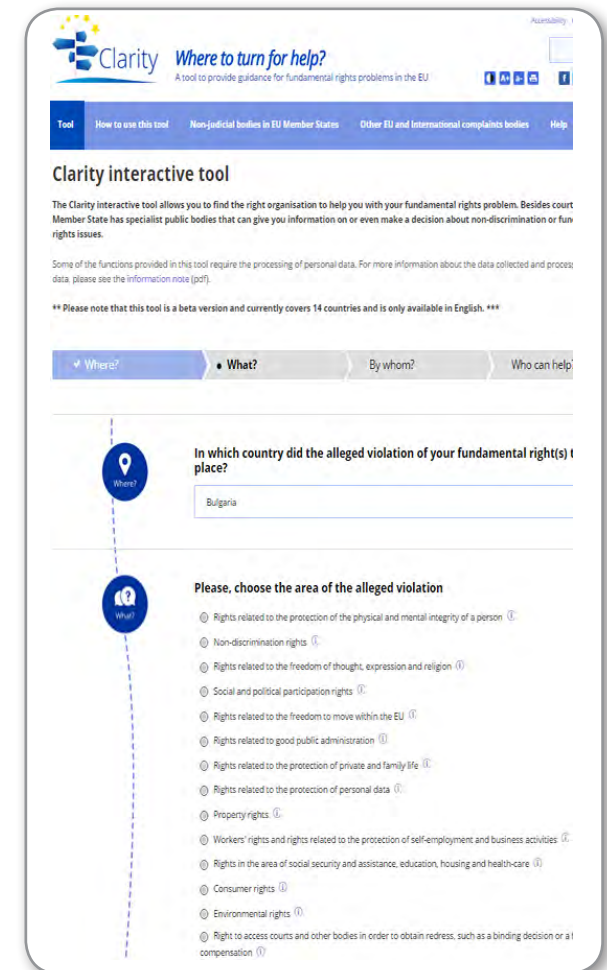 Accessibility
Clarity
Where to turn for help?
A tool to provide guidance for fundamental rights problems in the EU
A+ A-
f
Tool How to use this tool Non-judicial bodies in EU Member States Other EU and International complaints bodies Help
Clarity interactive tool
The Clarity interactive tool allows you to find the right organisation to help you with your fundamental rights problem. Besides court
Member State has specialist public bodies that can give you information on or even make a decision about non-discrimination or fun
rights issues.
Some of the functions provided in this tool require the processing of personal data. For more information about the data collected and proces
data, please see the information note (pdf).
** Please note that this tool is a beta version and currently covers 14 countries and is only available in English. ***
Where? • What? By whom? Who can help?
In which country did the alleged violation of your fundamental right(s) t
place?
Where?
Bulgaria
Please, choose the area of the alleged violation
What?
Rights related to the protection of the physical and mental integrity of a person
Non-discrimination rights
Rights related to the freedom of thought, expression and religion
Social and political participation rights
Rights related to the freedom to move within the EU
Rights related to good public administration
Rights related to the protection of private and family life
Rights related to the protection of personal data
Property rights
Workers' rights and rights related to the protection of self-employment and business activities
Rights in the area of social security and assistance, education, housing and health-care
Consumer rights
Environmental rights
Right to access courts and other bodies in order to obtain redress, such as a binding decision or a
compensation